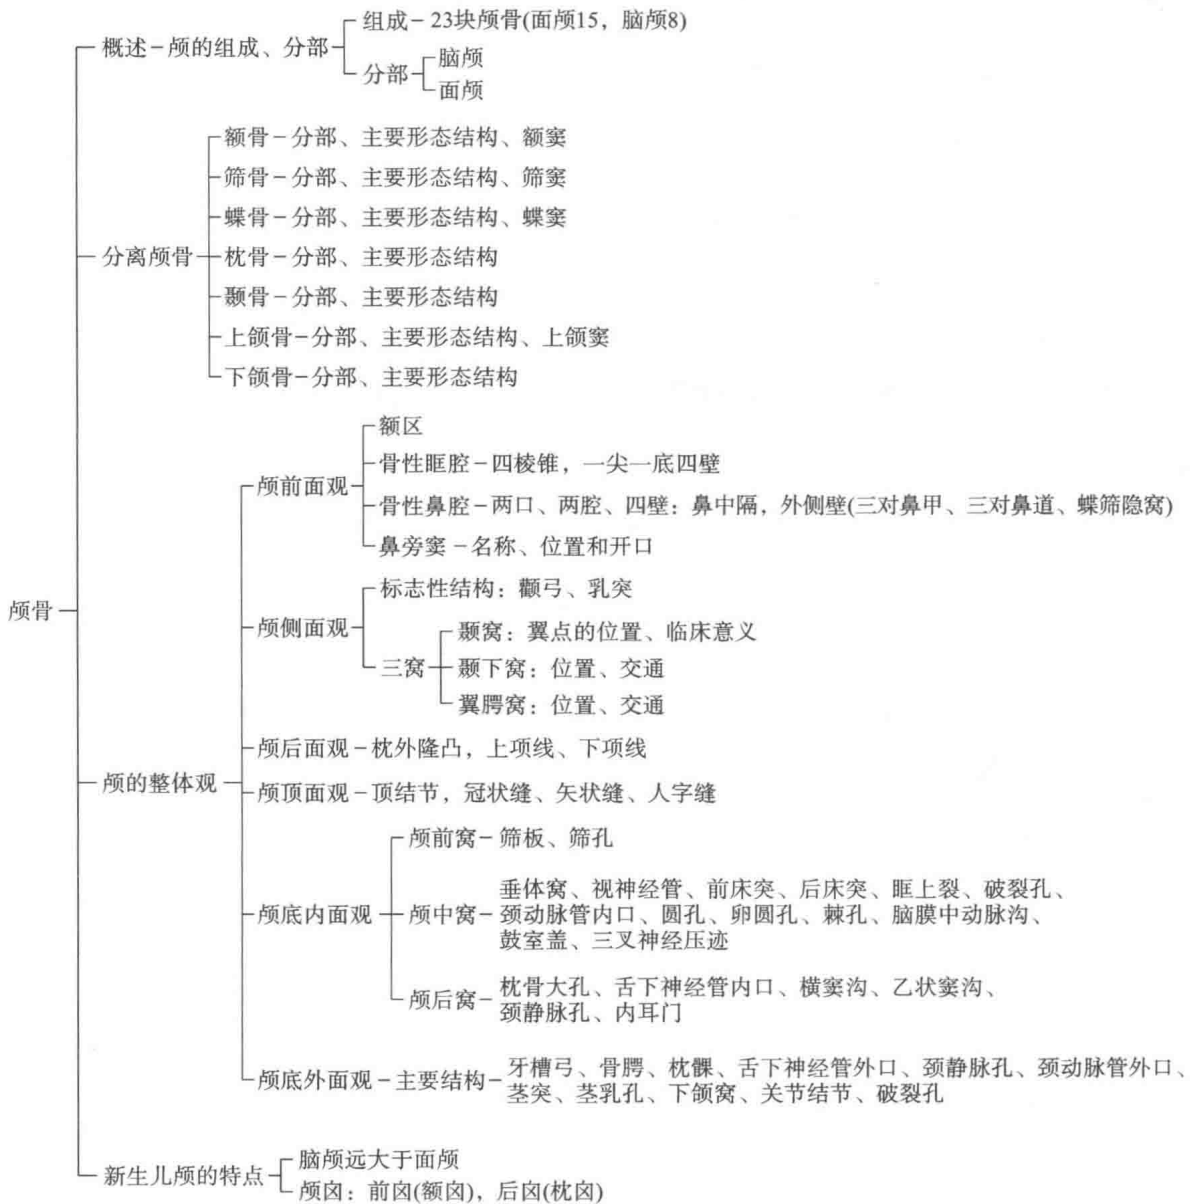 颅骨
概述-颅的组成、分部
组成-23块颅骨(面颅15，脑颅8)
分部
脑颅
面颅
分离颅骨
额骨-分部、主要形态结构、额窦
筛骨-分部、主要形态结构、筛窦
蝶骨-分部、主要形态结构、蝶窦
枕骨-分部、主要形态结构
颞骨-分部、主要形态结构
上颌骨-分部、主要形态结构、上颌窦
下颌骨-分部、主要形态结构
颅的整体观
颅前面观
额区
骨性眶腔-四棱锥，一尖一底四壁
骨性鼻腔-两口、两腔、四壁：鼻中隔，外侧壁(三对鼻甲、三对鼻道、蝶筛隐窝)
鼻旁窦-名称、位置和开口
颅侧面观
标志性结构：颧弓、乳突
三窝
颞窝：翼点的位置、临床意义
颞下窝：位置、交通
翼腭窝：位置、交通
颅后面观-枕外隆凸，上项线、下项线
颅顶面观-顶结节，冠状缝、矢状缝、人字缝
颅底内面观
颅前窝-筛板、筛孔
颅中窝-
垂体窝、视神经管、前床突、后床突、眶上裂、破裂孔、
颈动脉管内口、圆孔、卵圆孔、棘孔、脑膜中动脉沟、
鼓室盖、三叉神经压迹
颅后窝-
枕骨大孔、舌下神经管内口、横窦沟、乙状窦沟、
颈静脉孔、内耳门
颅底外面观-主要结构-
牙槽弓、骨腭、枕髁、舌下神经管外口、颈静脉孔、颈动脉管外口、
茎突、茎乳孔、下颌窝、关节结节、破裂孔
新生儿颅的特点
脑颅远大于面颅
颅囟：前囟(额囟)，后囟(枕囟)